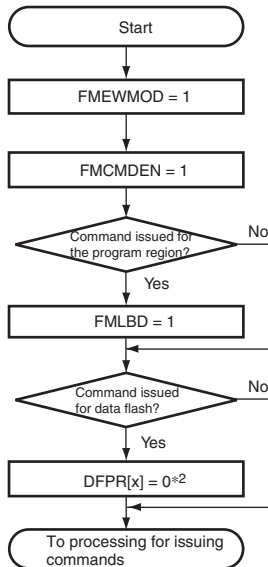 Start
FMEWMOD = 1
FMCMDEN = 1
Command issued for
the program region?
No
Yes
FMLBD = 1
Command issued
for data flash?
No
Yes
DFPR[x] = 0*2
To processing for issuing
commands